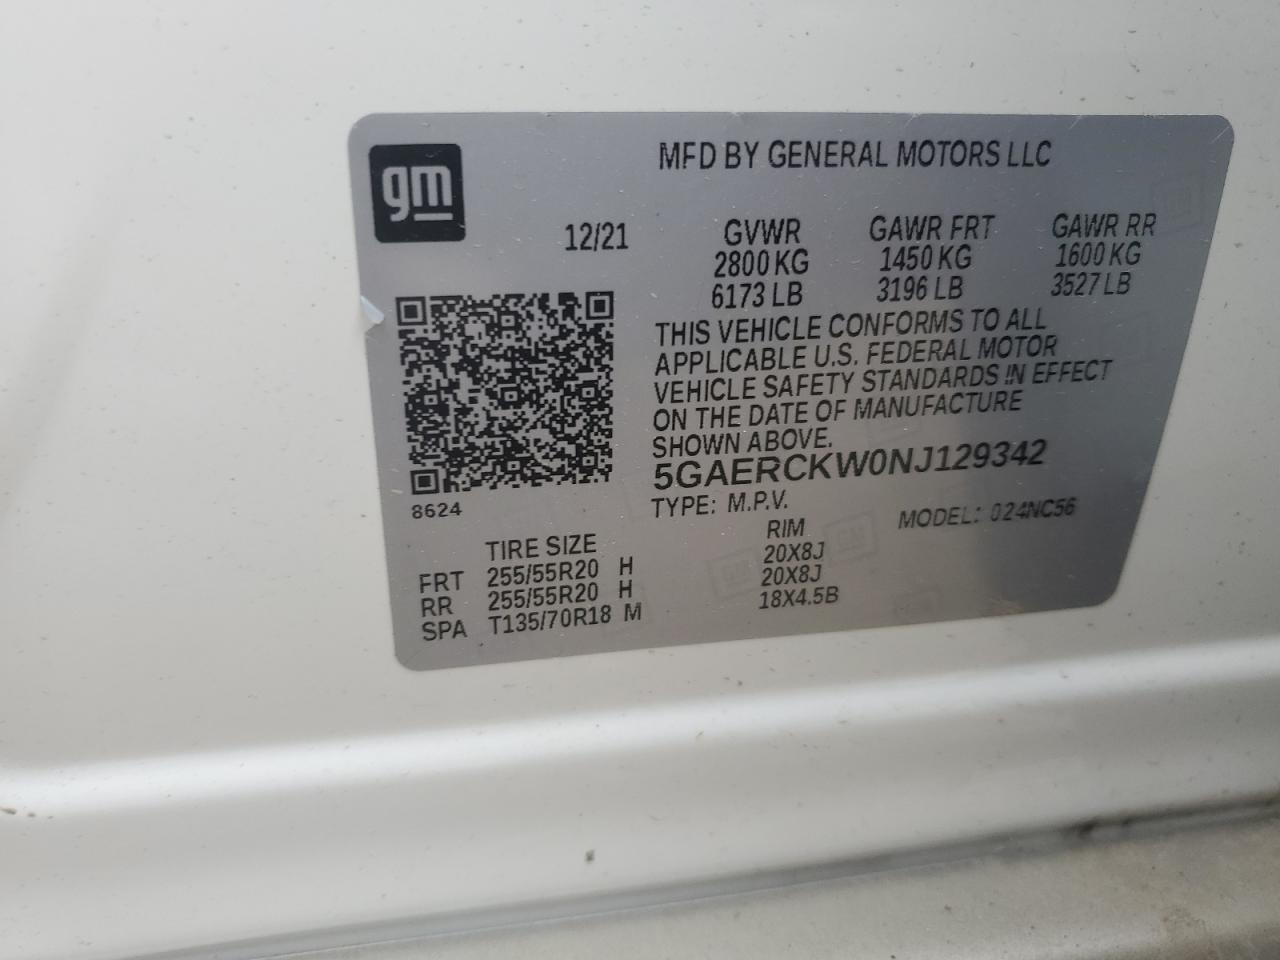 gm
MFD BY GENERAL MOTORS LLC
12/21 GVWR GAWR FRT GAWR RR
2800 KG 1450 KG 1600 KG
6173 LB 3196 LB 3527 LB
THIS VEHICLE CONFORMS TO ALL
APPLICABLE U.S. FEDERAL MOTOR
VEHICLE SAFETY STANDARDS IN EFFECT
ON THE DATE OF MANUFACTURE
SHOWN ABOVE.
5GAERCKW0NJ129342
8624
TYPE: M.P.V. MODEL: 024NC56
TIRE SIZE RIM
FRT 255/55R20 H 20X8J
RR 255/55R20 H 20X8J
SPA T135/70R18 M 18X4.5B